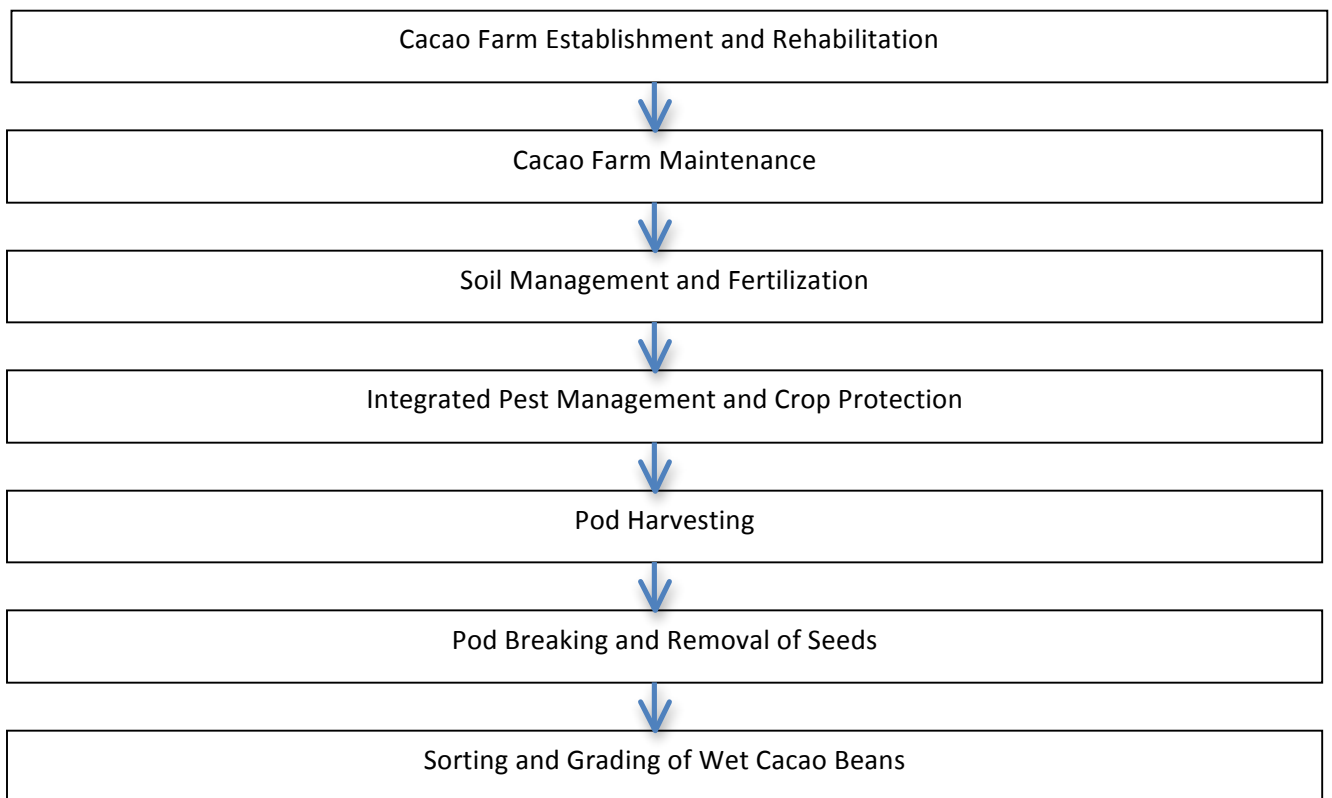 Cacao Farm Establishment and Rehabilitation
Cacao Farm Maintenance
Soil Management and Fertilization
Integrated Pest Management and Crop Protection
Pod Harvesting
Pod Breaking and Removal of Seeds
Sorting and Grading of Wet Cacao Beans